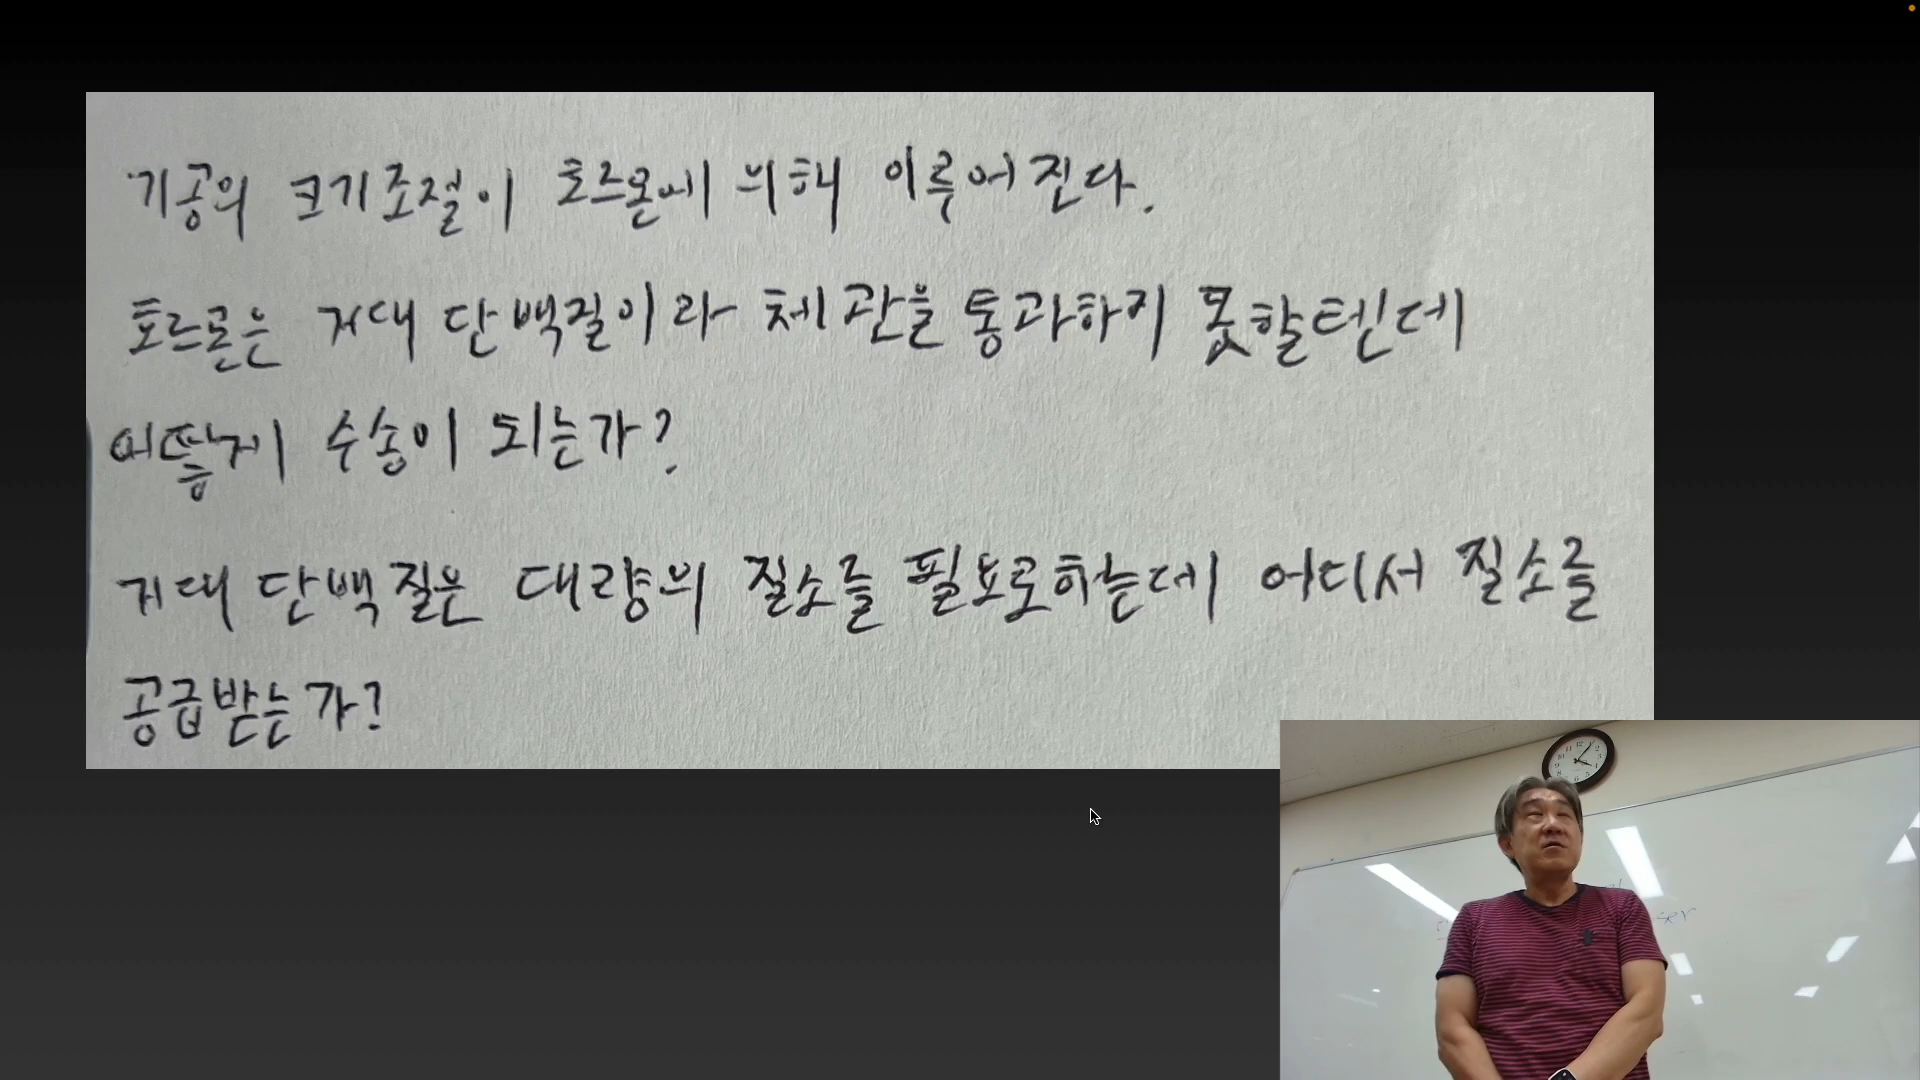 기공의 크기조절이 호르몬에 의해 이루어진다.
호르몬은 거대 단백질이라 체관을 통과하지 못할텐데
어떻게 수송이 되는가?
거대 단백질은 대량의 질소를 필요로하는데 어디서 질소를
공급받는가?